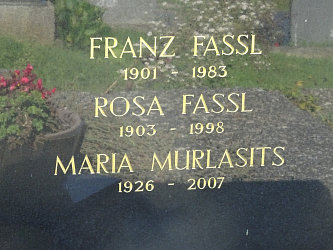 FRANZ FASSL
1901 - 1983
ROSA FASSL
1903 - 1998
MARIA MURLASITS
1926 - 2007